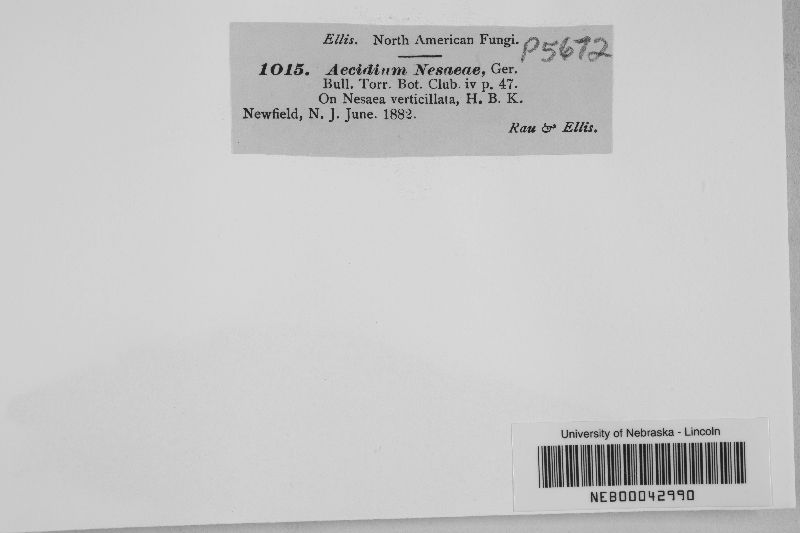 Ellis. North American Fungi.
P5672
1015. Aecidium Nesaeae, Ger.
Bull. Torr. Bot. Club. iv p. 47.
On Nesaea verticillata, H. B. K.
Newfield, N. J. June. 1882.
Rau & Ellis.
University of Nebraska - Lincoln
NEB00042990